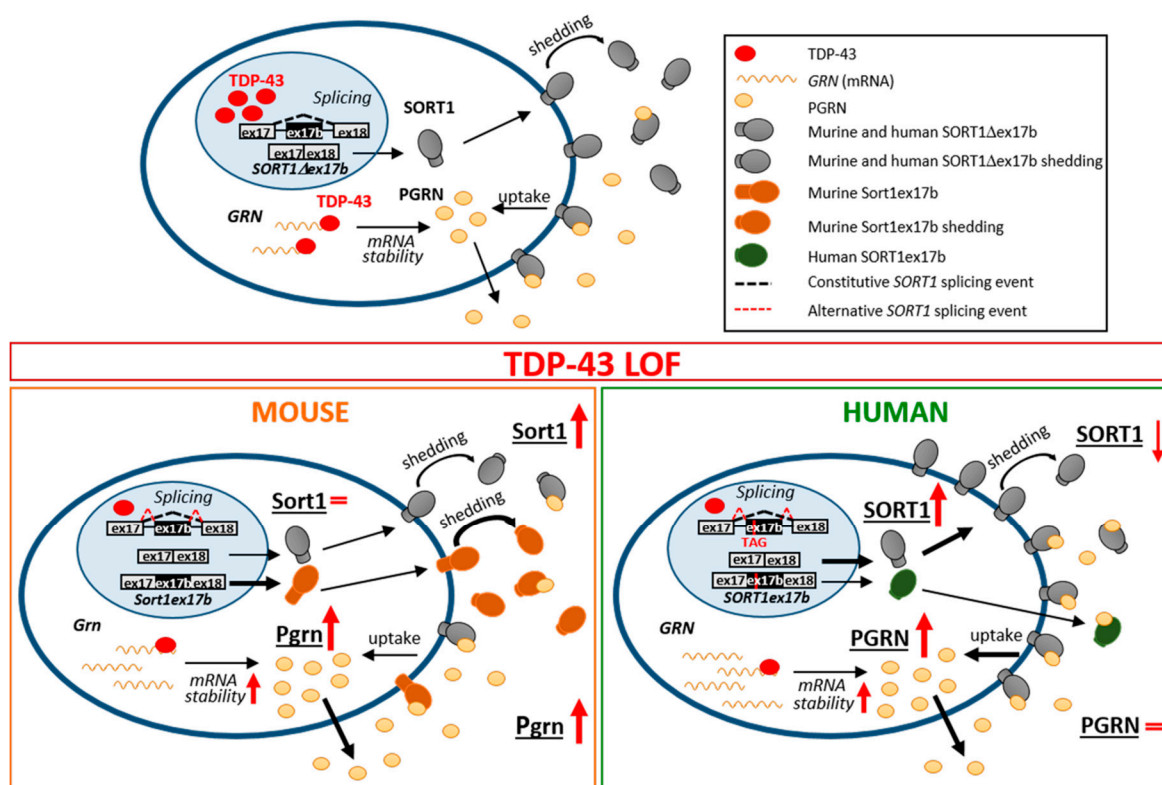 shedding
TDP-43
Splicing
ex17 ex17b ex18
ex17 ex18
SORT1Δex17b
SORT1
GRN
TDP-43
mRNA
stability
PGRN
uptake
TDP-43
GRN (mRNA)
PGRN
Murine and human SORT1Δex17b
Murine and human SORT1Δex17b shedding
Murine Sort1ex17b
Murine Sort1ex17b shedding
Human SORT1ex17b
Constitutive SORT1 splicing event
Alternative SORT1 splicing event
TDP-43 LOF
MOUSE
Sort1
shedding
Splicing
ex17 ex17b ex18
ex17 ex18
ex17 ex17b ex18
Sort1ex17b
Sort1 =
shedding
Grn
mRNA
stability
Pgrn
uptake
Pgrn
HUMAN
SORT1
shedding
Splicing
ex17 ex17b ex18
TAG
ex17 ex18
ex17 ex17b ex18
SORT1ex17b
SORT1
GRN
mRNA
stability
PGRN
uptake
PGRN =